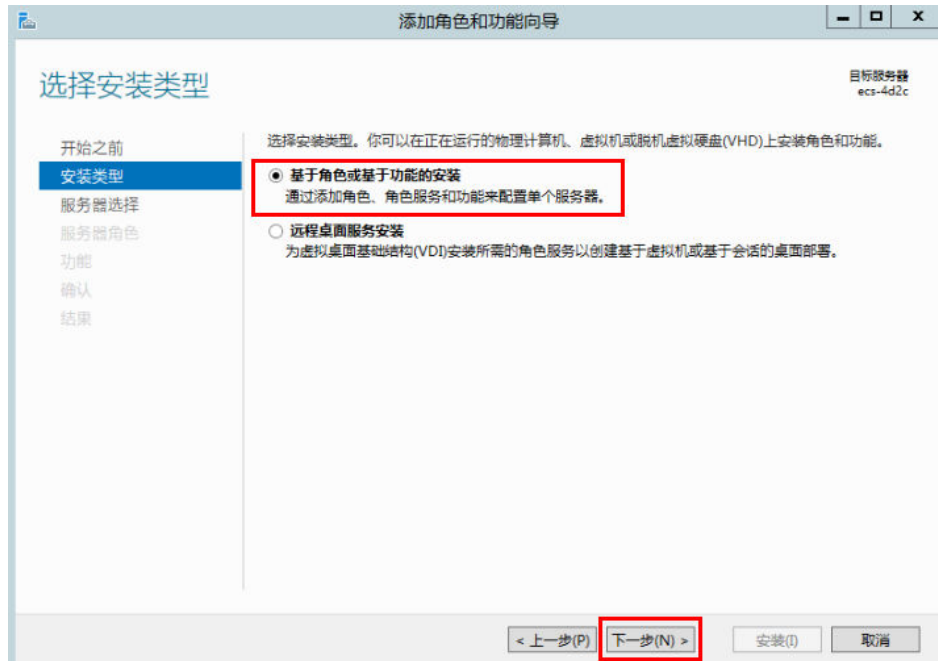 添加角色和功能向导
选择安装类型
目标服务器
ecs-4d2c
开始之前
安装类型
服务器选择
服务器角色
功能
确认
结果
选择安装类型。你可以在正在运行的物理计算机、虚拟机或脱机虚拟硬盘(VHD)上安装角色和功能。
基于角色或基于功能的安装
通过添加角色、角色服务和功能来配置单个服务器。
远程桌面服务安装
为虚拟桌面基础结构(VDI)安装所需的角色服务以创建基于虚拟机或基于会话的桌面部署。
< 上一步(P) 下一步(N) > 安装(I) 取消